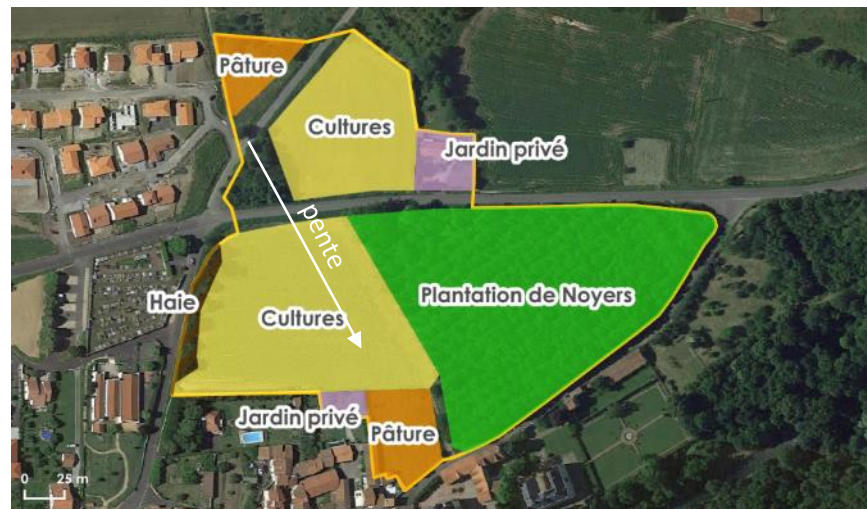 Pâture
Cultures
Jardin privé
pente
Plantation de Noyers
Haie
Cultures
Jardin privé
Pâture
0 25 m